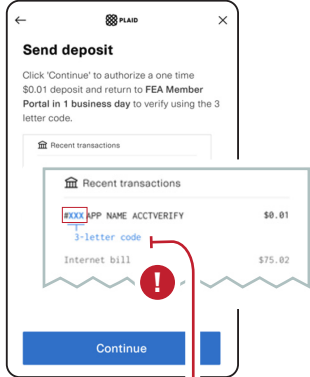 PLAID
Send deposit
Click 'Continue' to authorize a one time
$0.01 deposit and return to FEA Member
Portal in 1 business day to verify using the 3
letter code.
Recent transactions
Recent transactions
#XXX APP NAME ACCTVERIFY $0.01
3-letter code
Internet bill $75.02
!
Continue